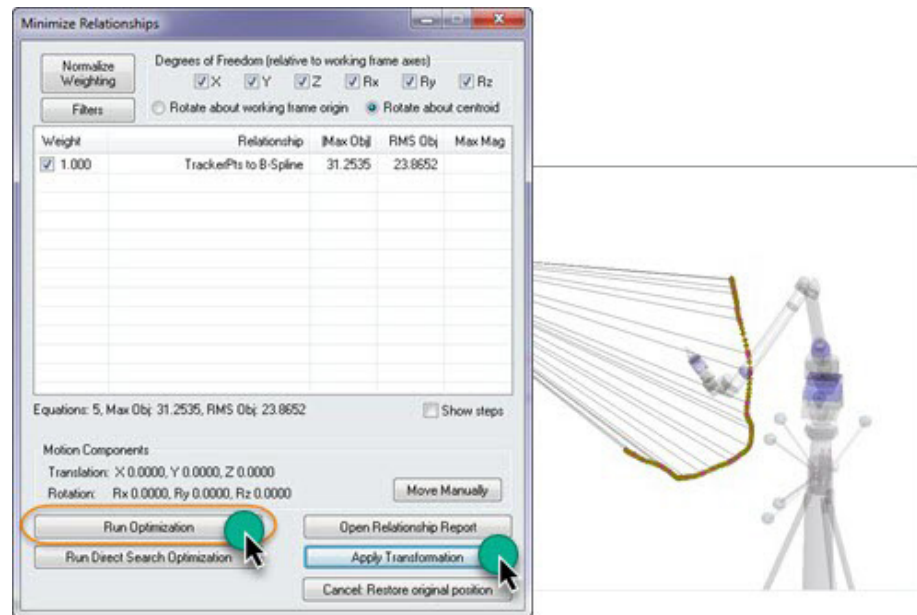 Minimize Relationships
Normalize Weighting
Degrees of Freedom (relative to working frame axes)
X Y Z Rx Ry Rz
Filters
Rotate about working frame origin Rotate about centroid
Weight Relationship |Max Obj| RMS Obj Max Mag
1.000 TrackerPts to B-Spline 31.2535 23.8652
Equations: 5, Max Obj: 31.2535, RMS Obj: 23.8652 Show steps
Motion Components
Translation: X 0.0000, Y 0.0000, Z 0.0000
Rotation: Rx 0.0000, Ry 0.0000, Rz 0.0000 Move Manually
Run Optimization Open Relationship Report
Run Direct Search Optimization Apply Transformation
Cancel: Restore original position